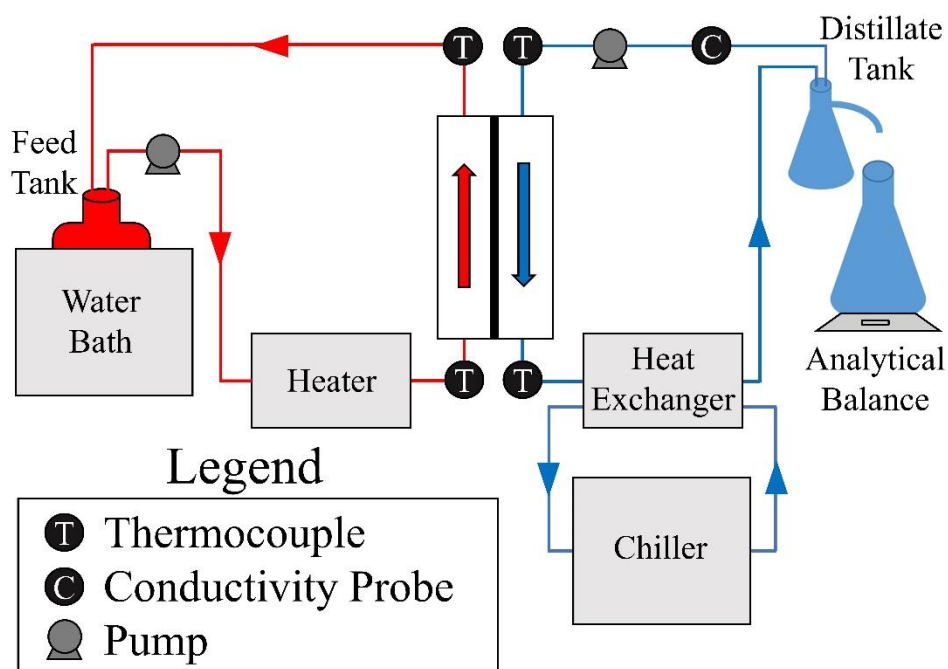 T
T
C
Distillate
Tank
Feed
Tank
Water
Bath
Heater
T
T
Heat
Exchanger
Analytical
Balance
Chiller
Legend
T Thermocouple
C Conductivity Probe
Pump